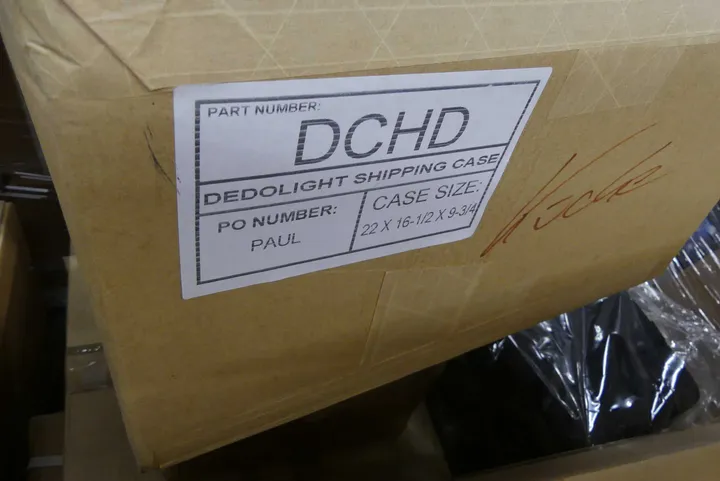 PART NUMBER:
DCHD
DEDOLIGHT SHIPPING CASE
PO NUMBER:
PAUL
CASE SIZE:
22 X 16-1/2 X 9-3/4